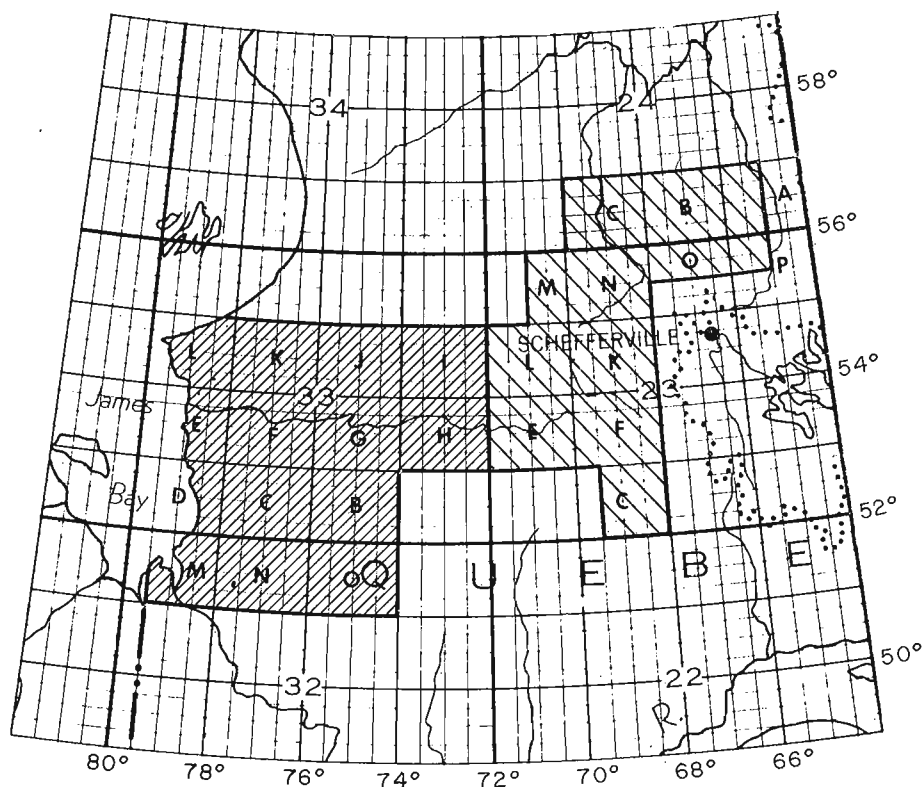 58°
34
24
C B A
56°
O P
M N
SCHEFFERVILLE
L K J I L K
54°
33 23
James
E F G H E F
Bay
D C B C
52°
M N O Q U E B E
50°
32 22
R.
80° 78° 76° 74° 72° 70° 68° 66°